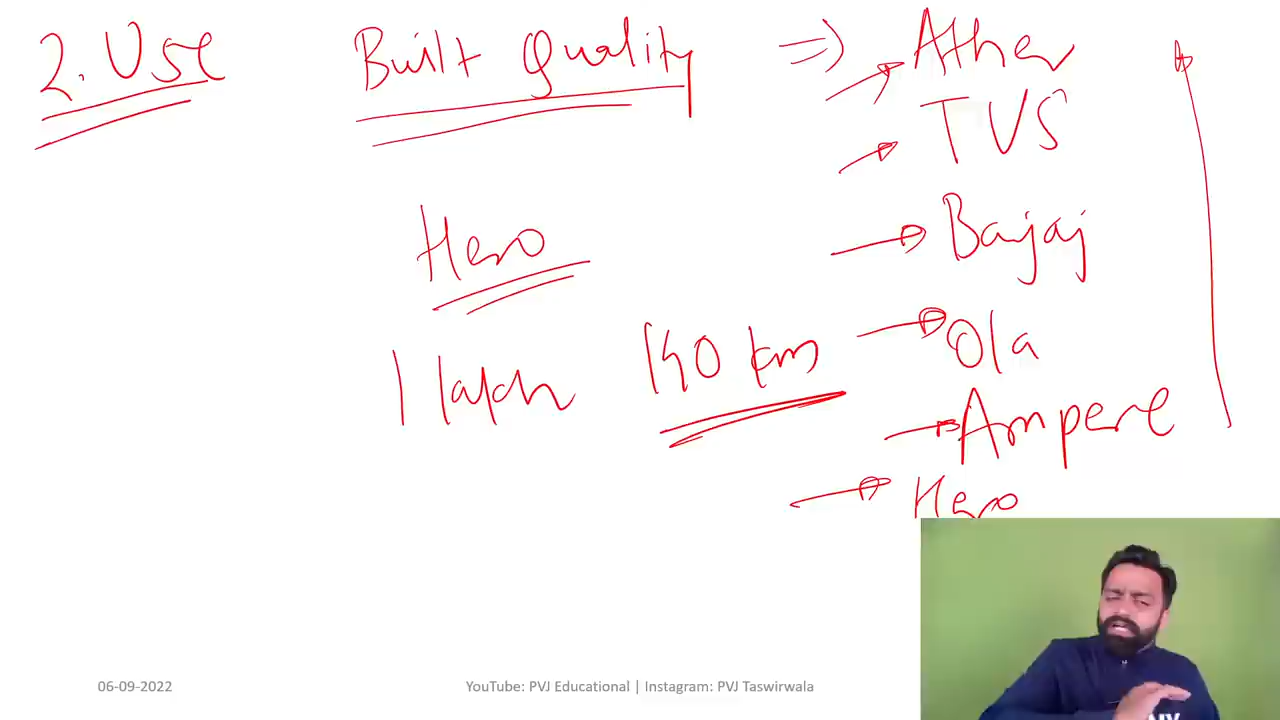 2. Use Built Quality => Ather
TVS
Bajaj
Hero
Ola
1 lakh 140 km
Ampere
Hero
NY
06-09-2022 YouTube: PVJ Educational | Instagram: PVJ Taswirwala